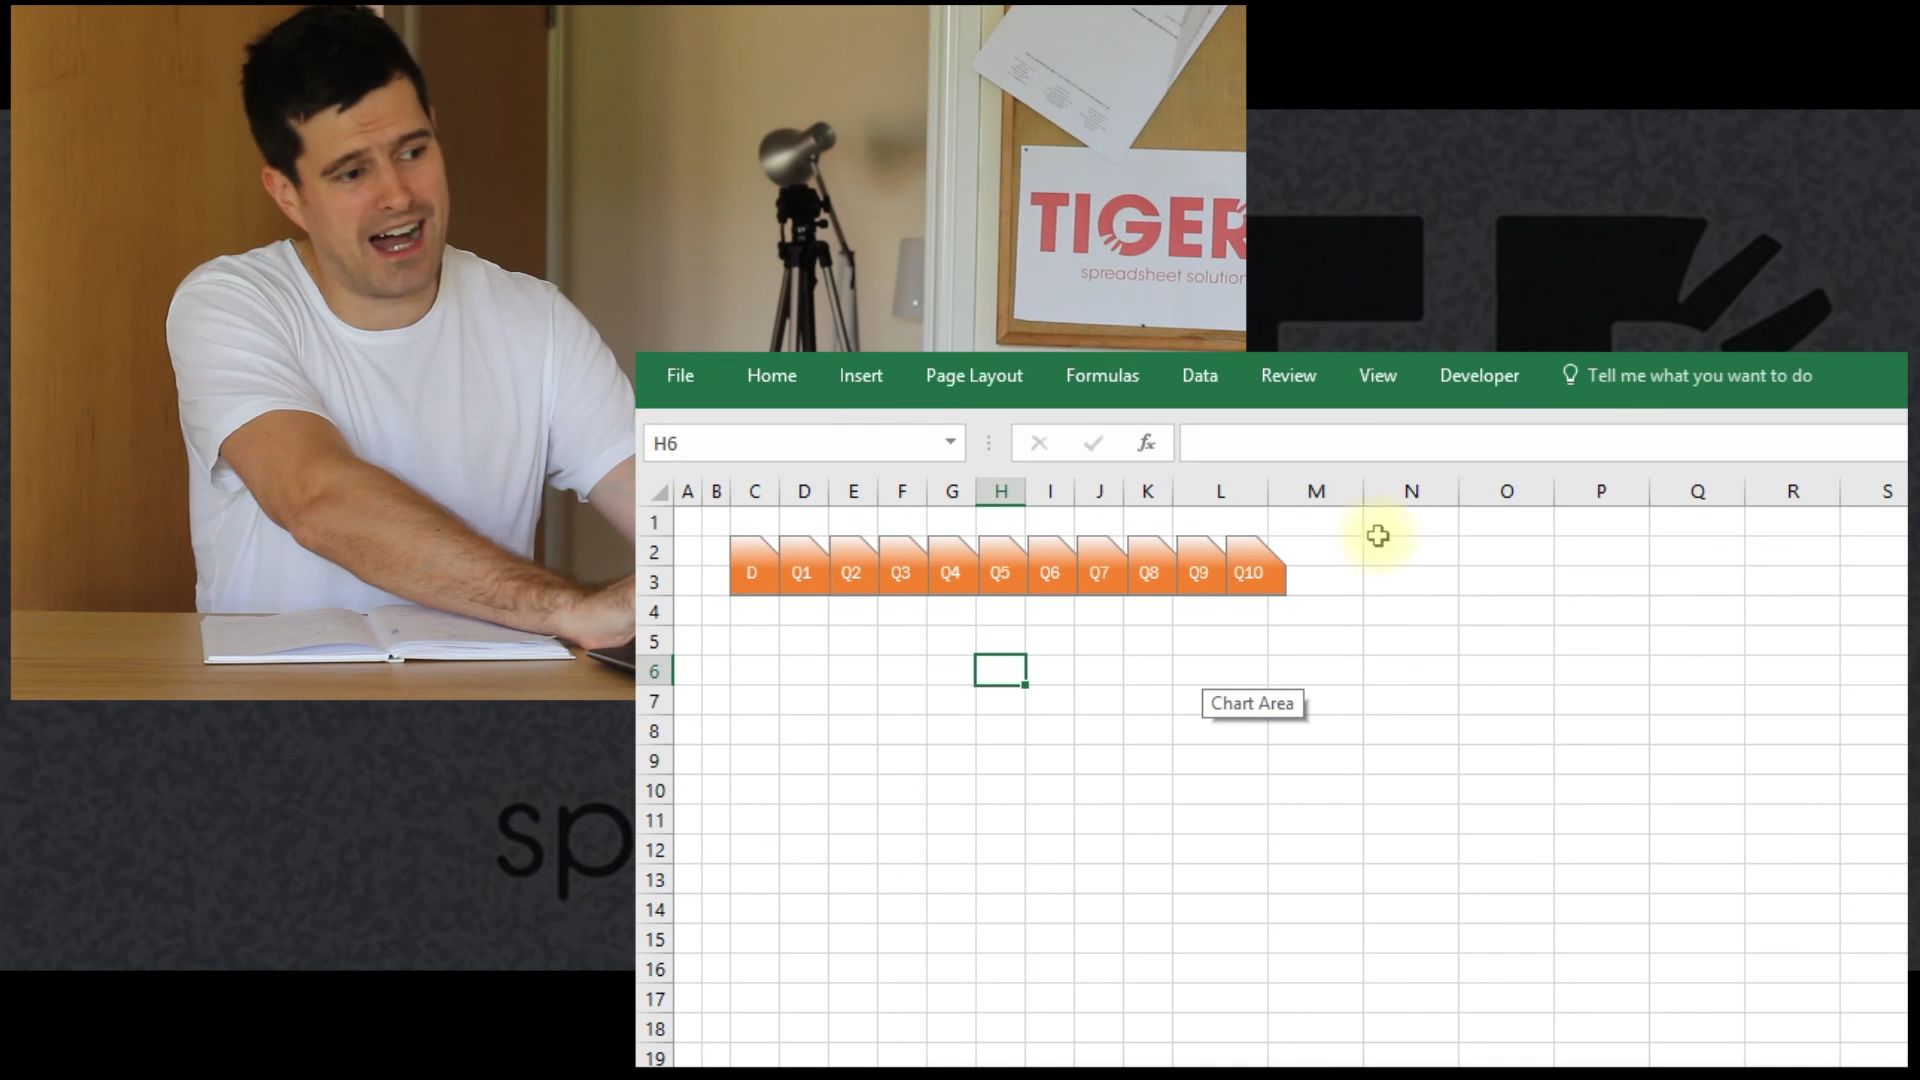 TIGER
spreadsheet solution
File Home Insert Page Layout Formulas Data Review View Developer Tell me what you want to do
H6 fx
A B C D E F G H I J K L M N O P Q R S
1
2
D Q1 Q2 Q3 Q4 Q5 Q6 Q7 Q8 Q9 Q10
3
4
5
6
7
Chart Area
8
9
10
11
12
sp
13
14
15
16
17
18
19